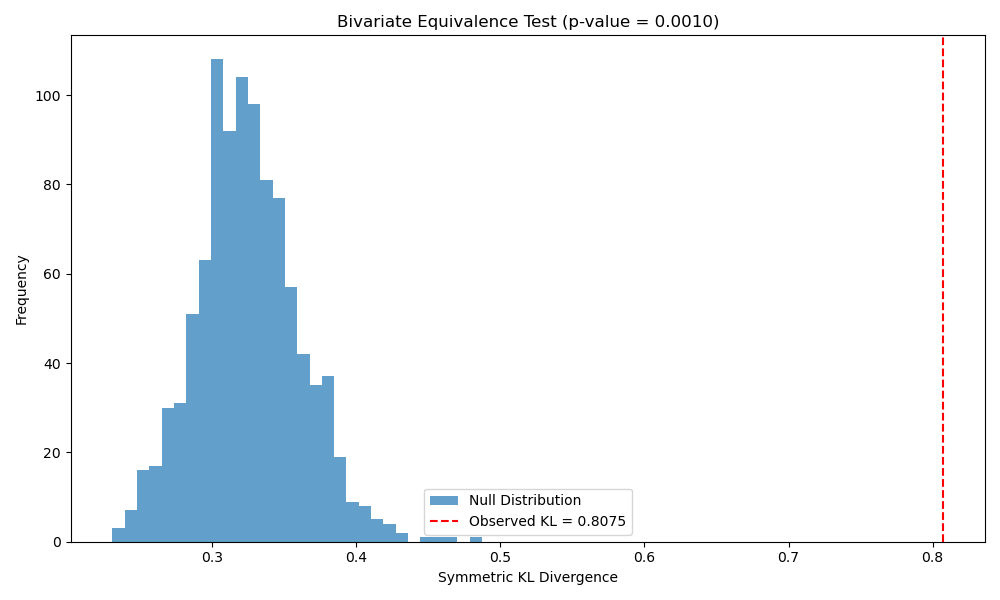 Bivariate Equivalence Test (p-value = 0.0010)
Frequency
100
80
60
40
20
0
0.3
0.4
0.5
0.6
0.7
0.8
Symmetric KL Divergence
Null Distribution
Observed KL = 0.8075